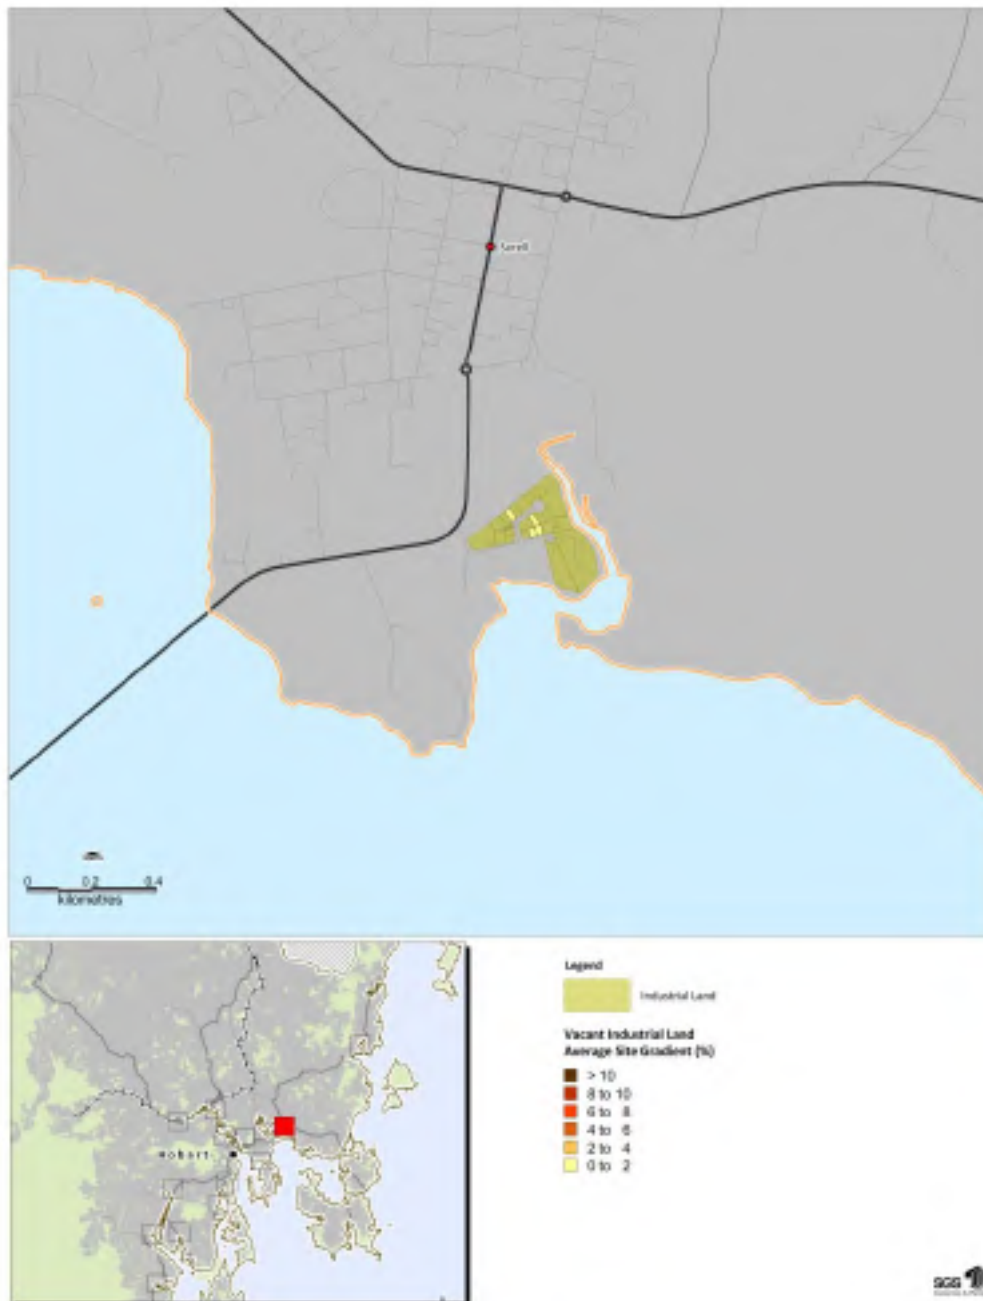 Sorell
0 0.2 0.4
kilometres
Hobart
Legend
Industrial Land
Vacant Industrial Land
Average Site Gradient (%)
> 10
8 to 10
6 to 8
4 to 6
2 to 4
0 to 2
SGS